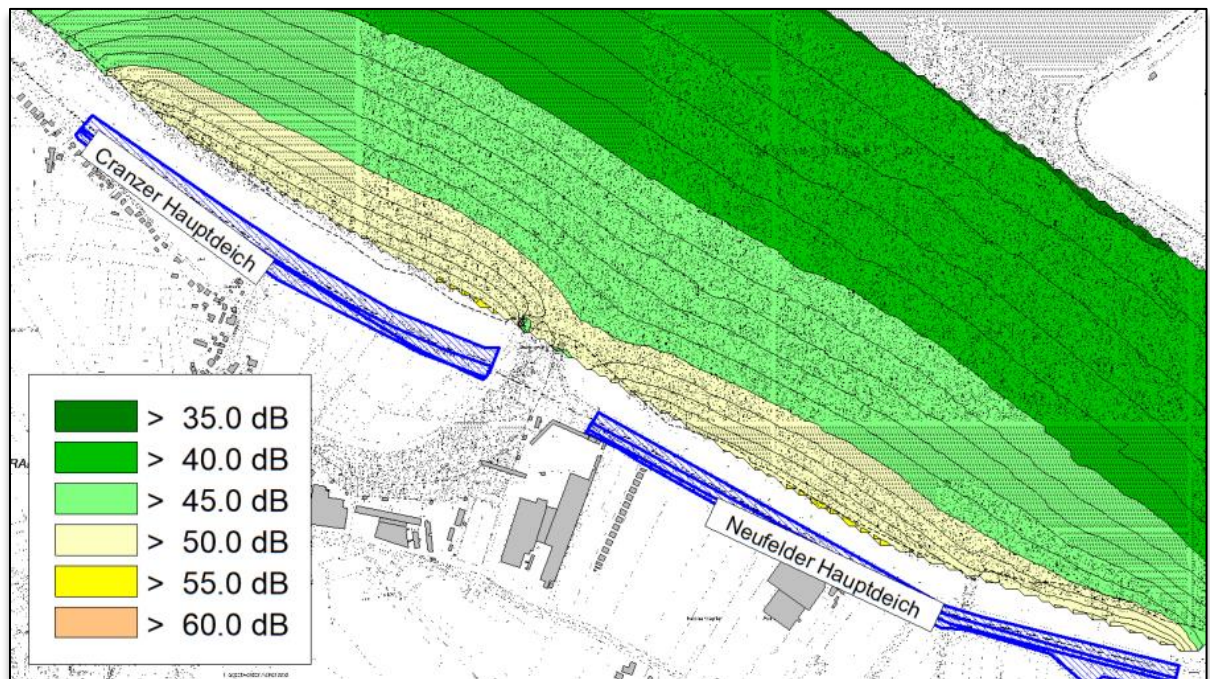 Cranzer Hauptdeich
> 35.0 dB
> 40.0 dB
> 45.0 dB
> 50.0 dB
> 55.0 dB
> 60.0 dB
Neufelder Hauptdeich